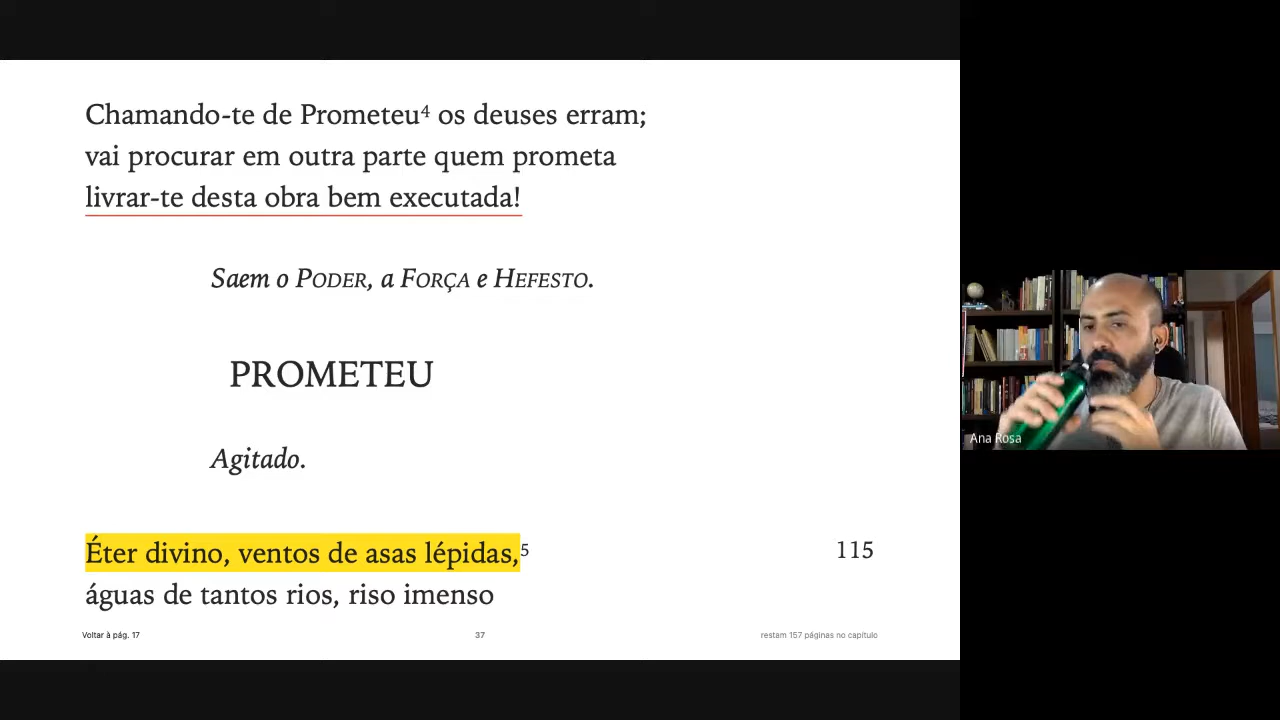 Chamando-te de Prometeu⁴ os deuses erram;
vai procurar em outra parte quem prometa
livrar-te desta obra bem executada!
Saem o PODER, a FORÇA e HEFESTO.
PROMETEU
Agitado.
Éter divino, ventos de asas lépidas,⁵ 115
águas de tantos rios, riso imenso
Voltar à pág. 17 37 restam 157 páginas no capítulo
Ana Rosa